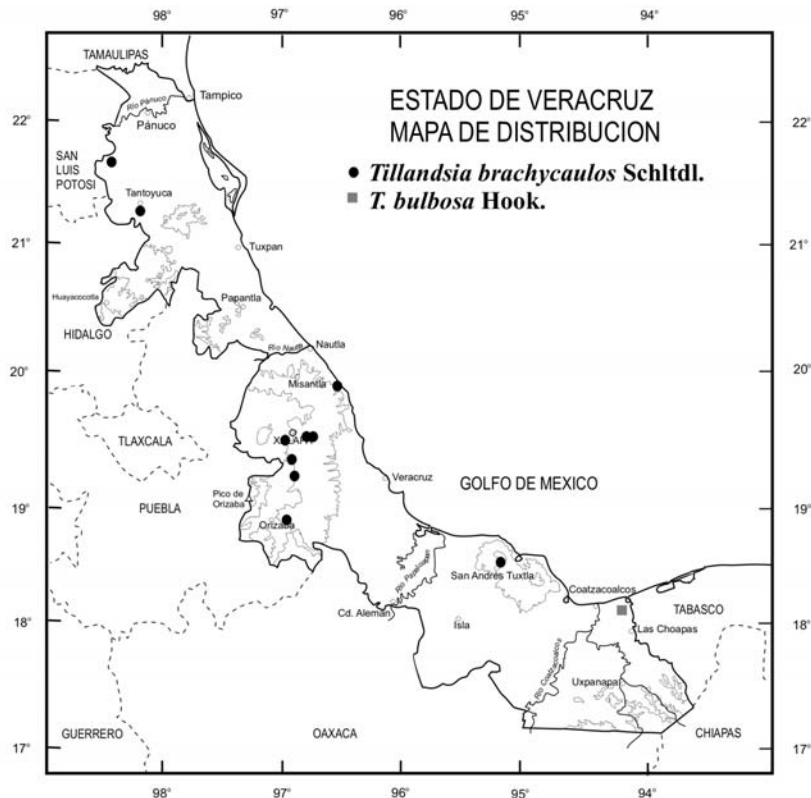 98° 97° 96° 95° 94°
TAMAULIPAS
Río Pánuco
Tampico
22°
Pánuco
22°
ESTADO DE VERACRUZ
MAPA DE DISTRIBUCION
Tillandsia brachycaulos Schltdl.
T. bulbosa Hook.
SAN
LUIS
POTOSI
Tantoyuca
21°
Tuxpan
21°
Huayacocotla
Papantla
HIDALGO
Río Nautla
Nautla
20°
Misantla
20°
TLAXCALA
PUEBLA
Pico de
Orizaba
Veracruz
GOLFO DE MEXICO
19°
Orizaba
19°
Río Papaloapan
San Andrés Tuxtla
Coatzacoalcos
TABASCO
Cd. Alemán
18°
Isla
Las Choapas
18°
Río Coatzacoalcos
Uxpanapa
GUERRERO
OAXACA
CHIAPAS
17°
17°
98° 97° 96° 95° 94°